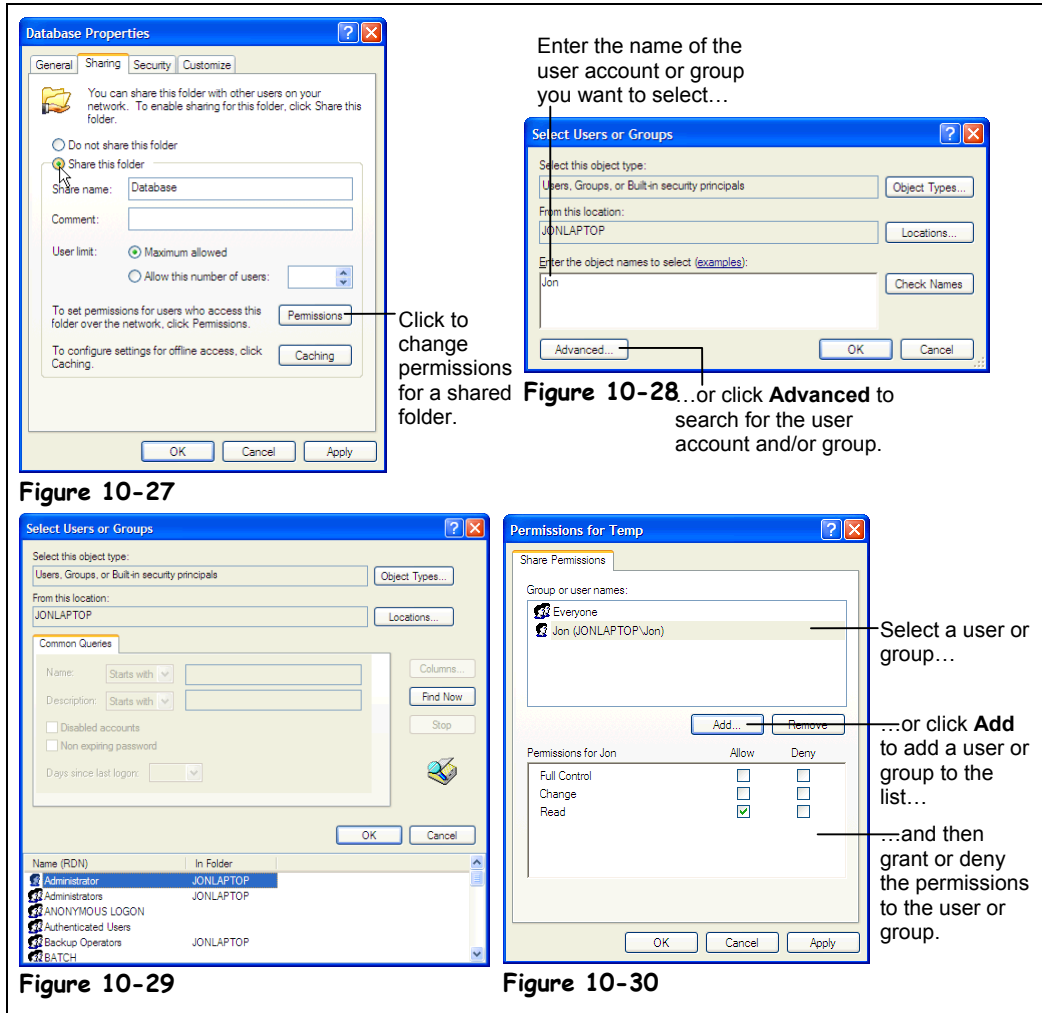 Database Properties
General Sharing Security Customize
You can share this folder with other users on your
network. To enable sharing for this folder, click Share this
folder.
Do not share this folder
Share this folder
Share name: Database
Comment:
User limit: Maximum allowed
Allow this number of users:
To set permissions for users who access this
folder over the network, click Permissions.
Permissions
To configure settings for offline access, click
Caching.
Caching
OK Cancel Apply
Click to
change
permissions
for a shared
folder.
Figure 10-27
Enter the name of the
user account or group
you want to select…
Select Users or Groups
Select this object type:
Users, Groups, or Built-in security principals
Object Types...
From this location:
JONLAPTOP
Locations...
Enter the object names to select (examples):
Jon
Check Names
Advanced...
OK Cancel
Figure 10-28
…or click Advanced to
search for the user
account and/or group.
Select Users or Groups
Select this object type:
Users, Groups, or Built-in security principals
Object Types...
From this location:
JONLAPTOP
Locations...
Common Queries
Name: Starts with
Description: Starts with
Disabled accounts
Non expiring password
Days since last logon:
Columns...
Find Now
Stop
OK Cancel
Name (RDN) In Folder
Administrator JONLAPTOP
Administrators JONLAPTOP
ANONYMOUS LOGON
Authenticated Users
Backup Operators JONLAPTOP
BATCH
Figure 10-29
Permissions for Temp
Share Permissions
Group or user names:
Everyone
Jon (JONLAPTOP\Jon)
Add... Remove
Permissions for Jon Allow Deny
Full Control
Change
Read
OK Cancel Apply
Select a user or
group…
…or click Add
to add a user or
group to the
list…
…and then
grant or deny
the permissions
to the user or
group.
Figure 10-30